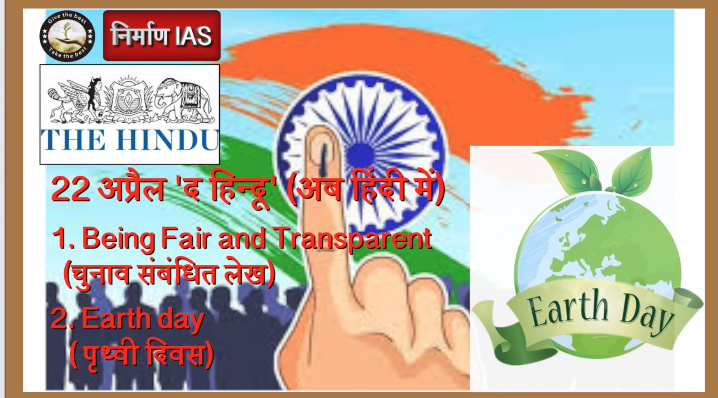 Give the best
Take the best
निर्माण IAS
THE HINDU
22 अप्रैल 'द हिन्दू' (अब हिंदी में)
1. Being Fair and Transparent
(चुनाव संबंधित लेख)
2. Earth day
( पृथ्वी दिवस)
Earth Day